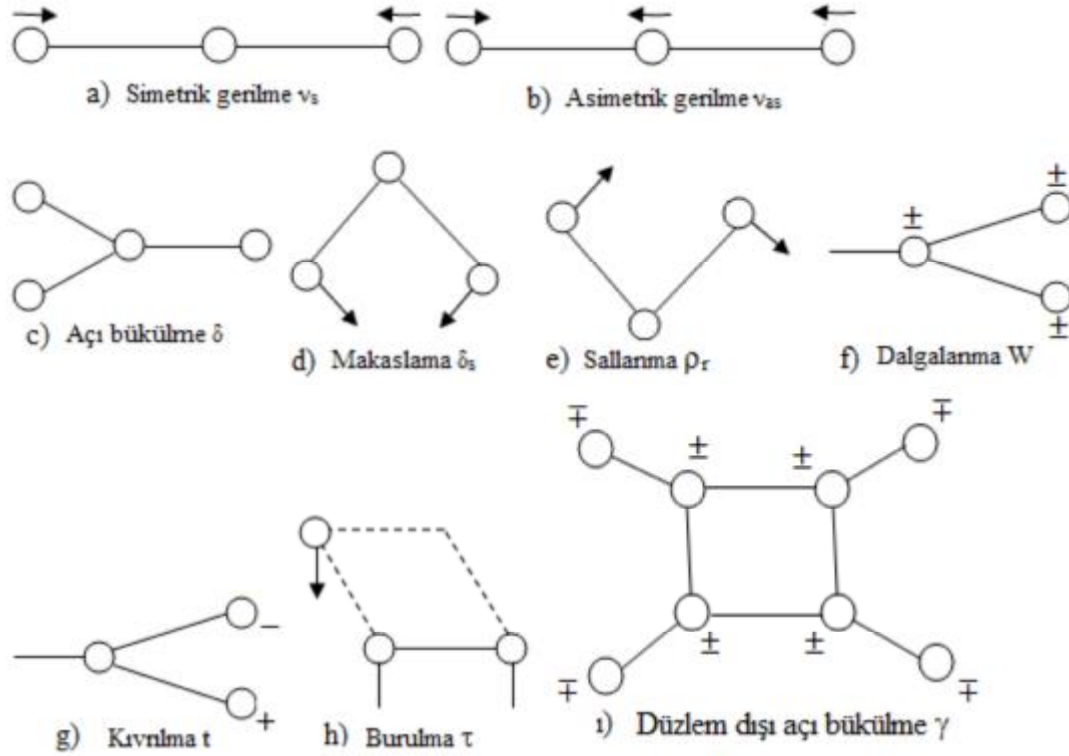 a) Simetrik gerilme νs
b) Asimetrik gerilme νas
±
±
±
c) Açı bükülme δ
d) Makaslama δs
e) Sallanma ρr
f) Dalgalanma W
∓
∓
±
±
−
+
±
±
∓
∓
g) Kıvrılma t
h) Burulma τ
ı) Düzlem dışı açı bükülme γ